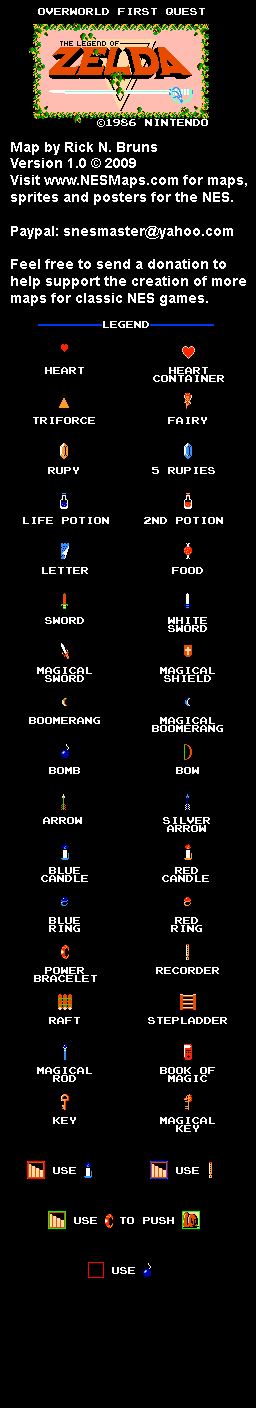 OVERWORLD FIRST QUEST
THE LEGEND OF
ZELDA
©1986 NINTENDO
Map by Rick N. Bruns
Version 1.0 © 2009
Visit www.NESMaps.com for maps,
sprites and posters for the NES.
Paypal: snesmaster@yahoo.com
Feel free to send a donation to
help support the creation of more
maps for classic NES games.
LEGEND
HEART
HEART
CONTAINER
TRIFORCE
FAIRY
RUPY
5 RUPIES
LIFE POTION
2ND POTION
LETTER
FOOD
SWORD
WHITE
SWORD
MAGICAL
SWORD
MAGICAL
SHIELD
BOOMERANG
MAGICAL
BOOMERANG
BOMB
BOW
ARROW
SILVER
ARROW
BLUE
CANDLE
RED
CANDLE
BLUE
RING
RED
RING
POWER
BRACELET
RECORDER
RAFT
STEPLADDER
MAGICAL
ROD
BOOK OF
MAGIC
KEY
MAGICAL
KEY
USE
USE
USE TO PUSH
USE